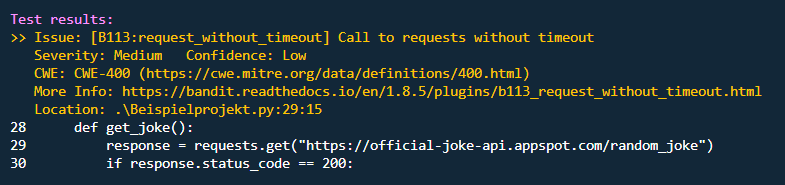 Test results:
>> Issue: [B113:request_without_timeout] Call to requests without timeout
   Severity: Medium   Confidence: Low
   CWE: CWE-400 (https://cwe.mitre.org/data/definitions/400.html)
   More Info: https://bandit.readthedocs.io/en/1.8.5/plugins/b113_request_without_timeout.html
   Location: .\Beispielprojekt.py:29:15
28      def get_joke():
29          response = requests.get("https://official-joke-api.appspot.com/random_joke")
30          if response.status_code == 200: